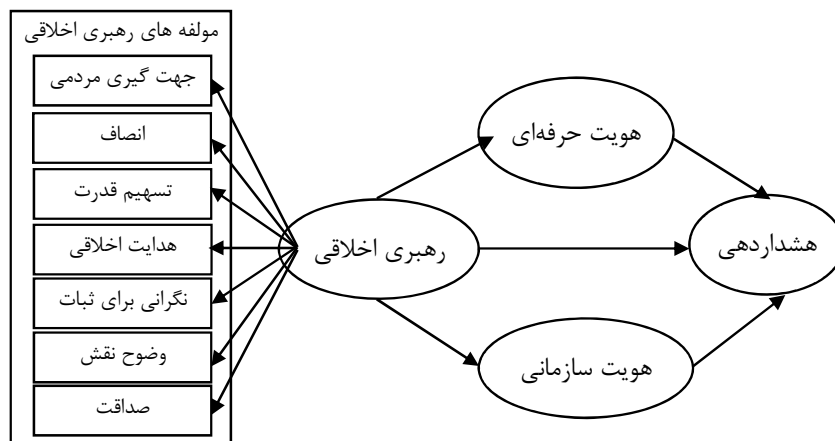 مولفه های رهبری اخلاقی
جهت گیری مردمی
انصاف
تسهیم قدرت
هدایت اخلاقی
نگرانی برای ثبات
وضوح نقش
صداقت
رهبری اخلاقی
هویت حرفه‌ای
هویت سازمانی
هشداردهی